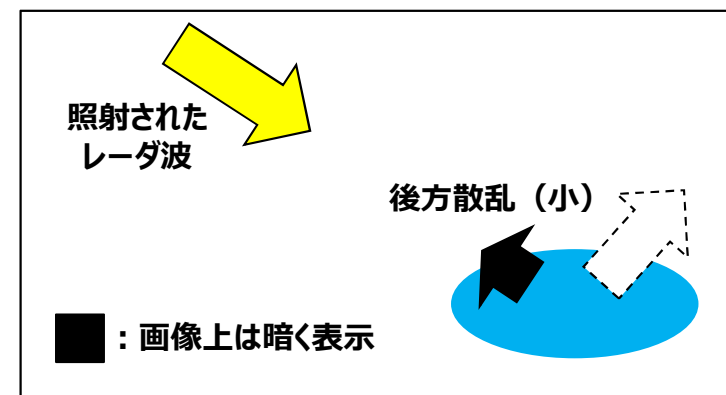 照射された
レーダ波
後方散乱（小）
：画像上は暗く表示